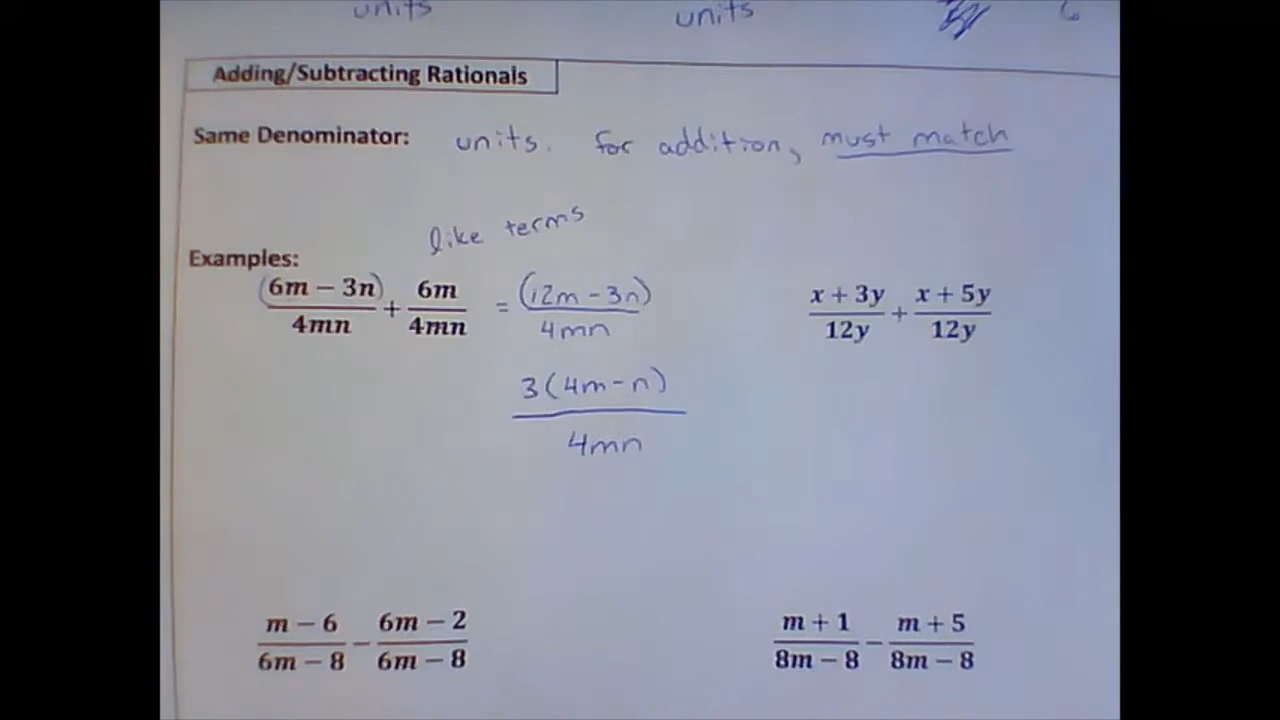 units units 6
Adding/Subtracting Rationals
Same Denominator: units. for addition, must match
like terms
Examples:
(6m − 3n)/4mn + 6m/4mn = (12m − 3n)/4mn
x + 3y/12y + x + 5y/12y
3(4m − n)/4mn
m − 6/6m − 8 − 6m − 2/6m − 8
m + 1/8m − 8 − m + 5/8m − 8